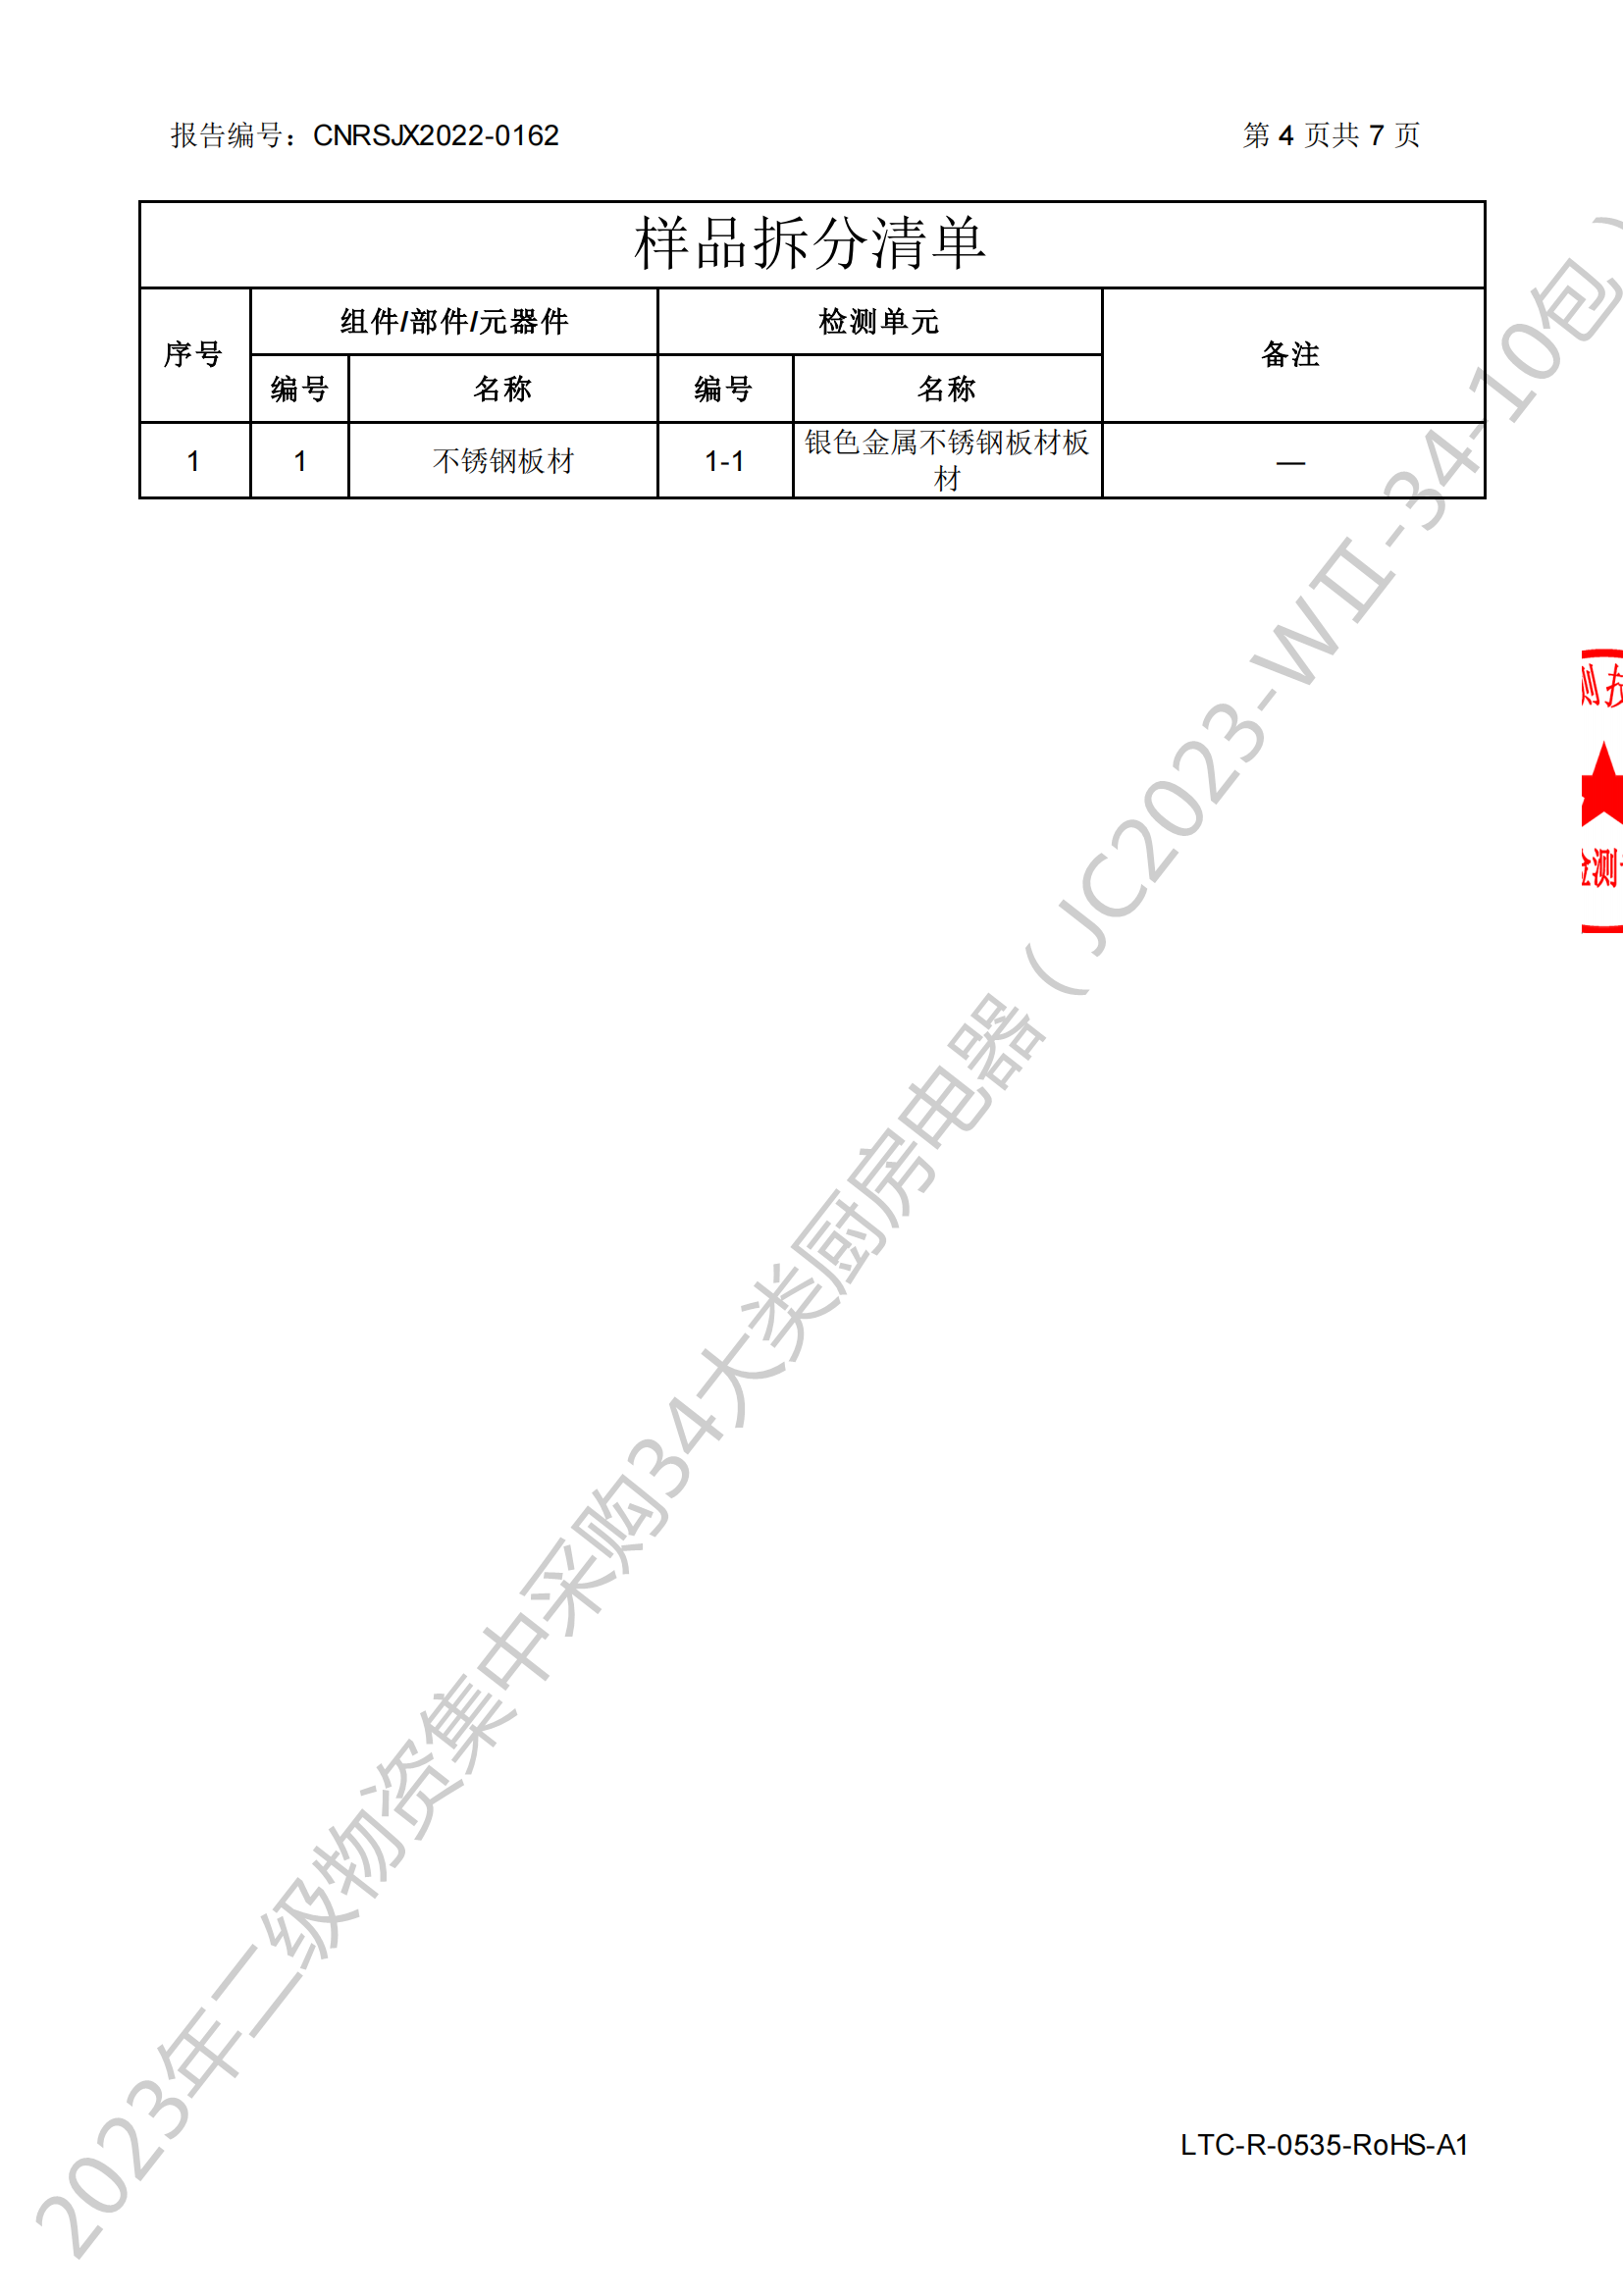 报告编号：CNRSJX2022-0162
第 4 页共 7 页
样品拆分清单
序号 组件/部件/元器件 检测单元 备注
编号 名称 编号 名称
1 1 不锈钢板材 1-1 银色金属不锈钢板材板
材 —
2023年二级物资集中采购34大类厨房电器（JC2023-WⅡ-34-10包）
测技
检测
LTC-R-0535-RoHS-A1